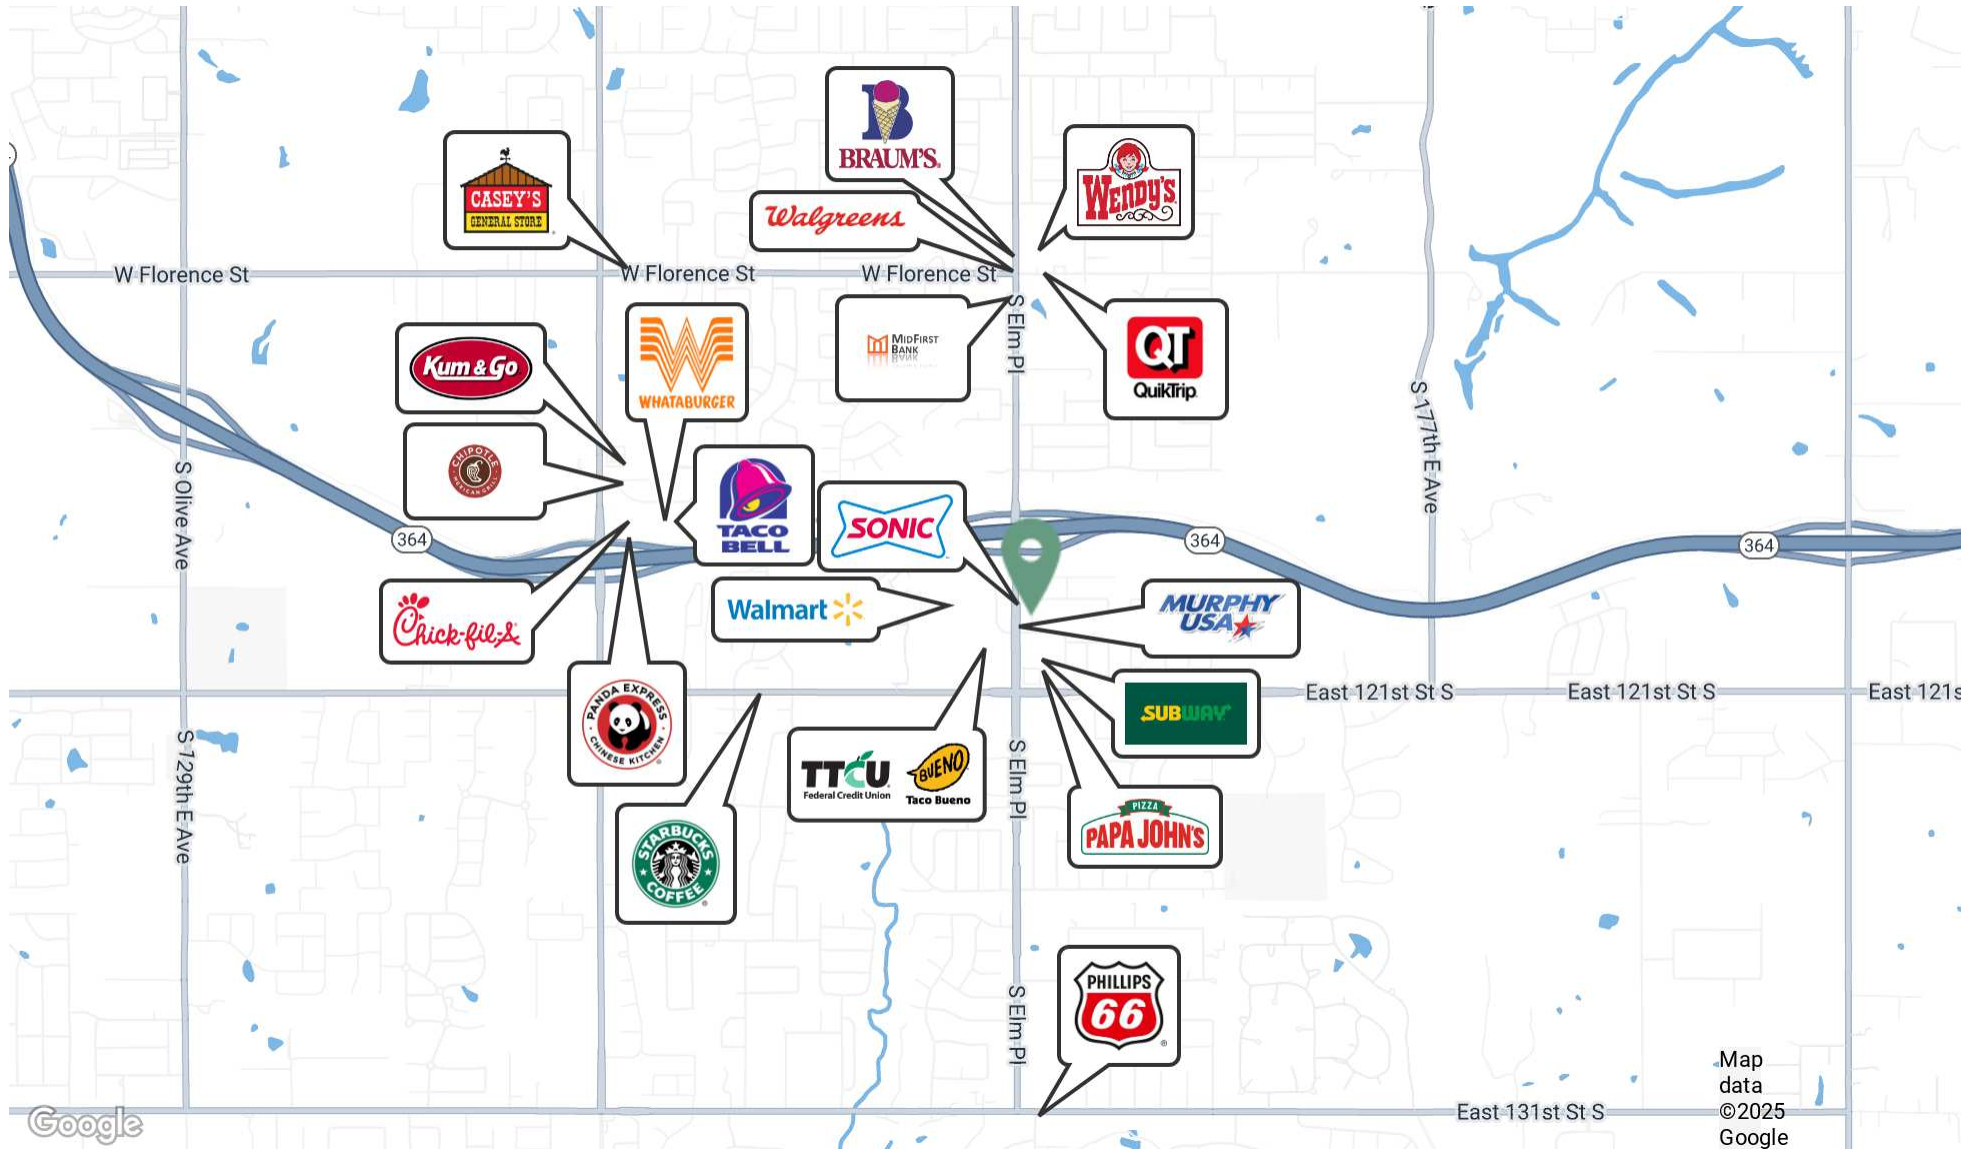 B
BRAUM'S
CASEY'S
GENERAL STORE
WENDY'S
Walgreens
W Florence St
W Florence St
W Florence St
S Elm Pl
MIDFIRST
BANK
QT
QuikTrip
Kum & Go
WHATABURGER
S 177th E Ave
CHIPOTLE
MEXICAN GRILL
S Olive Ave
TACO
BELL
SONIC
364
364
364
Walmart
MURPHY
USA
Chick-fil-A
East 121st St S
East 121st St S
East 121s
PANDA EXPRESS
CHINESE KITCHEN
SUBWAY
S 129th E Ave
S Elm Pl
TTCU
Federal Credit Union
BUENO
Taco Bueno
PIZZA
PAPA JOHN'S
STARBUCKS
COFFEE
PHILLIPS
66
S Elm Pl
East 131st St S
Google
Map
data
©2025
Google